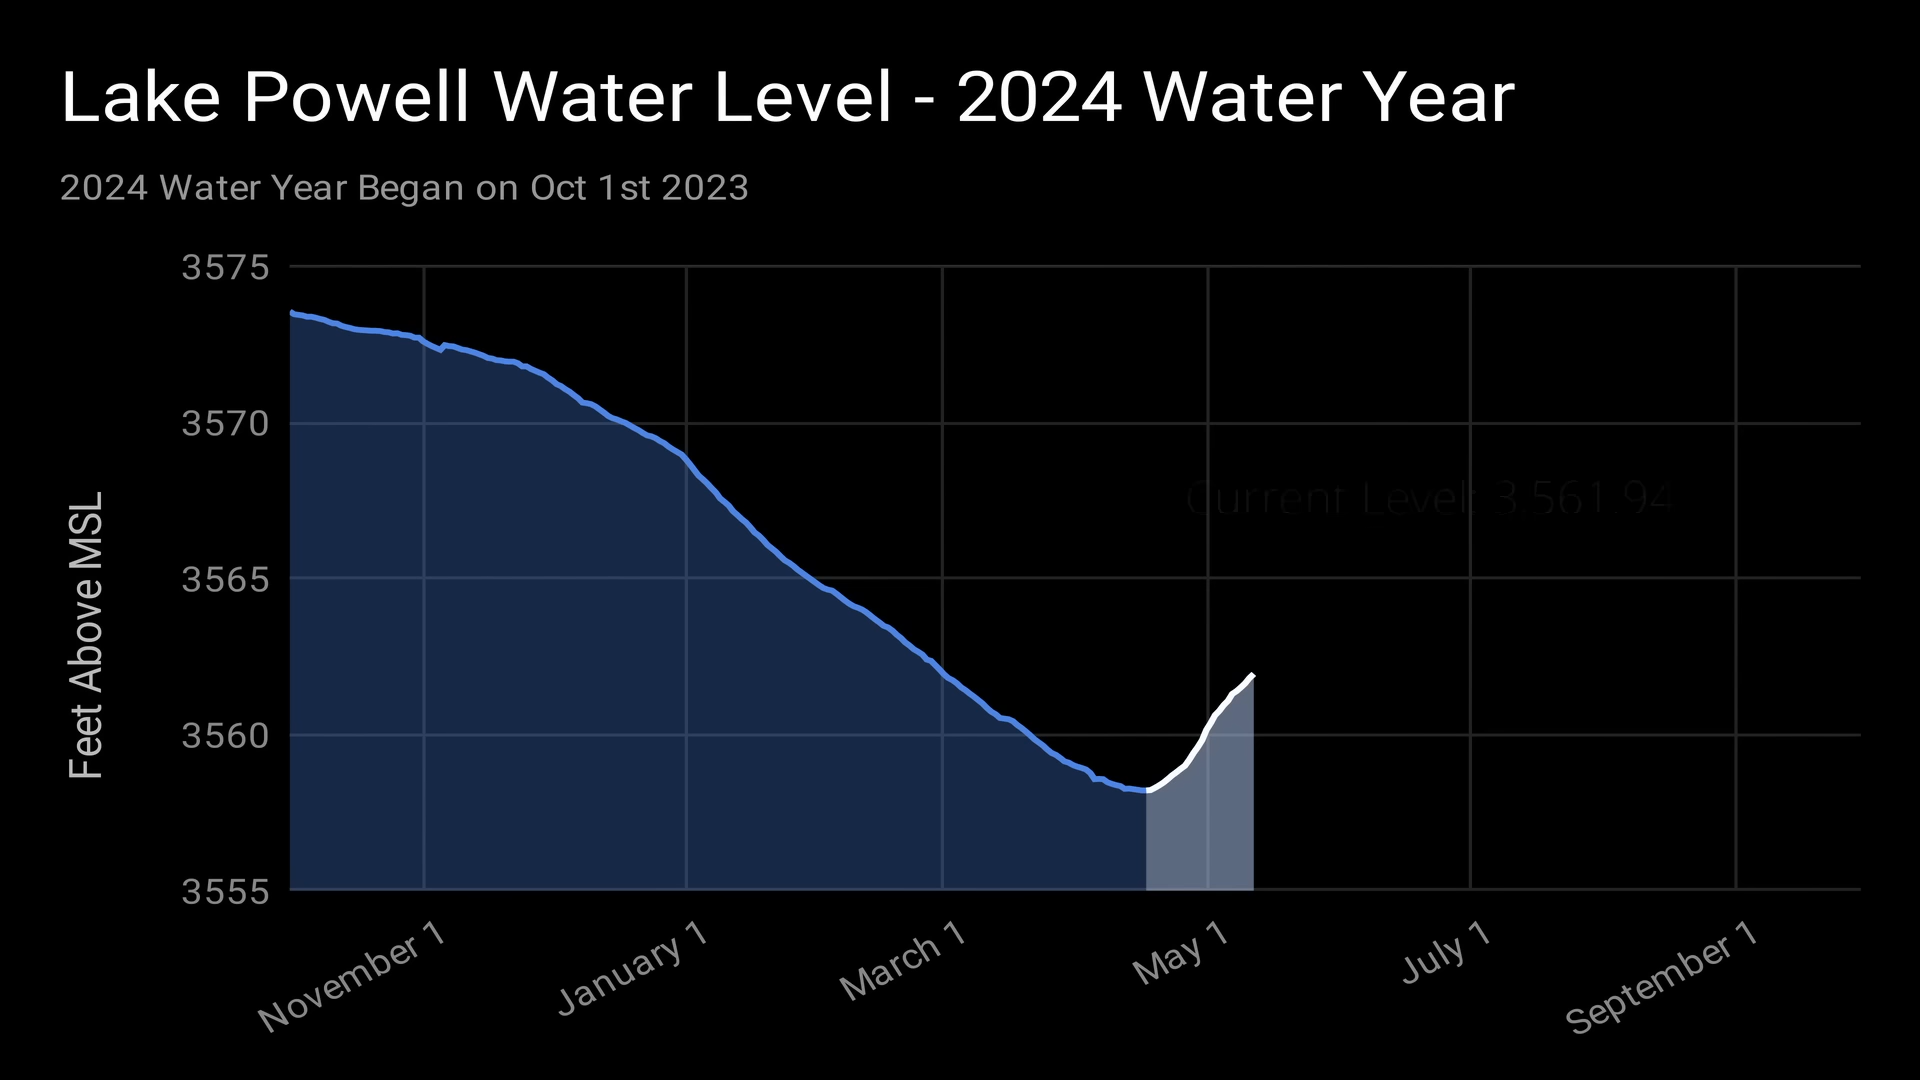 Lake Powell Water Level - 2024 Water Year
2024 Water Year Began on Oct 1st 2023
Feet Above MSL
3575
3570
3565
3560
3555
Current Level: 3,561.94
November 1
January 1
March 1
May 1
July 1
September 1